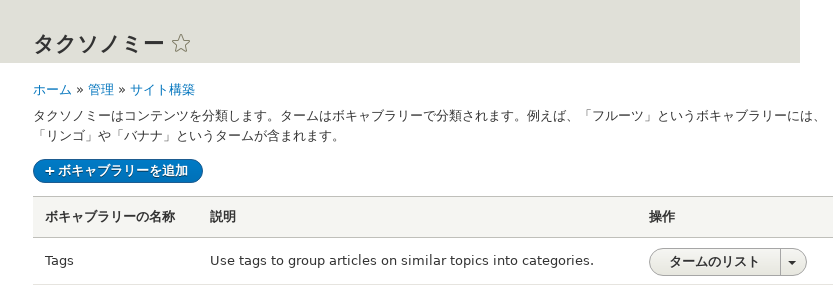 タクソノミー
ホーム » 管理 » サイト構築
タクソノミーはコンテンツを分類します。タームはボキャブラリーで分類されます。例えば、「フルーツ」というボキャブラリーには、
「リンゴ」や「バナナ」というタームが含まれます。
+ ボキャブラリーを追加
ボキャブラリーの名称 説明 操作
Tags Use tags to group articles on similar topics into categories. タームのリスト